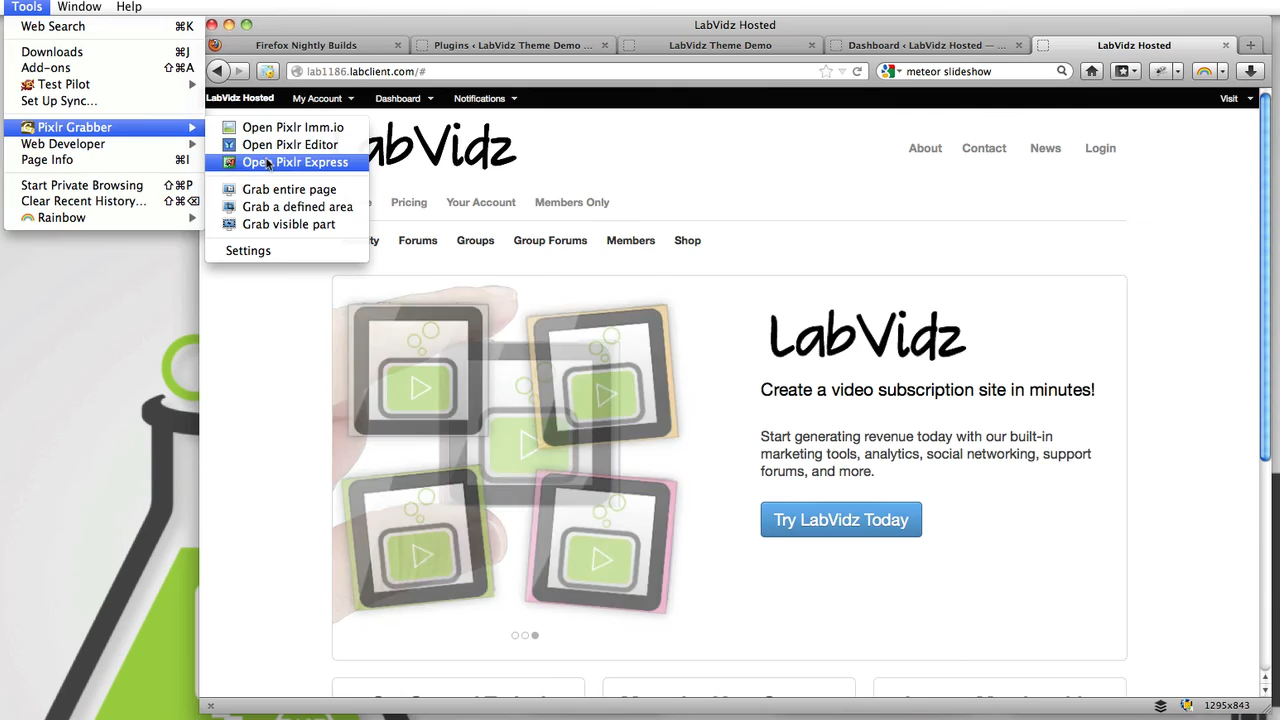 Tools Window Help
Web Search ⌘K
Downloads ⌘J
Add-ons ⇧⌘A
Test Pilot
Set Up Sync...
Pixlr Grabber
Web Developer
Page Info ⌘I
Start Private Browsing ⇧⌘P
Clear Recent History... ⇧⌘⌫
Rainbow
Open Pixlr Imm.io
Open Pixlr Editor
Open Pixlr Express
Grab entire page
Grab a defined area
Grab visible part
Settings
LabVidz Hosted
Firefox Nightly Builds
Plugins ‹ LabVidz Theme Demo ...
LabVidz Theme Demo
Dashboard ‹ LabVidz Hosted — ...
LabVidz Hosted
lab1186.labclient.com/#
meteor slideshow
LabVidz Hosted My Account Dashboard Notifications Visit
abVidz
About Contact News Login
Pricing Your Account Members Only
Forums Groups Group Forums Members Shop
LabVidz
Create a video subscription site in minutes!
Start generating revenue today with our built-in
marketing tools, analytics, social networking, support
forums, and more.
Try LabVidz Today
1295x843